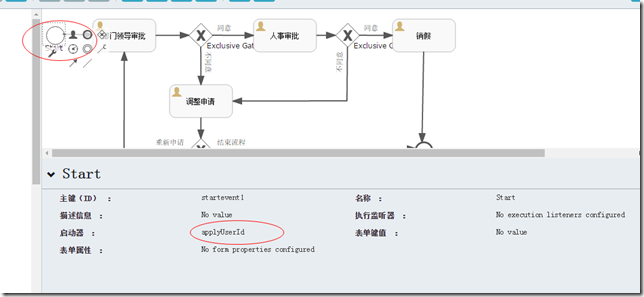 门领导审批
同意
Exclusive Gat
人事审批
同意
Exclusive Ga
销假
不同意
不同意
调整申请
重新申请
结束流程
Start
主键（ID） ：
startevent1
名称 ：
Start
描述信息 ：
No value
执行监听器 ：
No execution listeners configured
启动器 ：
applyUserId
表单键值 ：
No value
表单属性 ：
No form properties configured